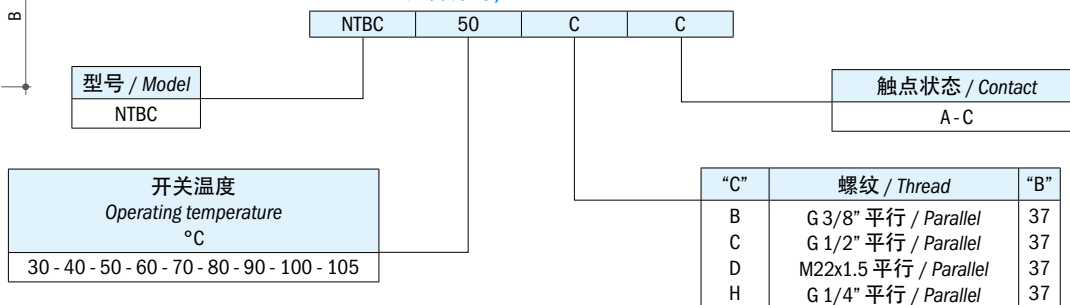 B
NTBC 50 C C
型号 / Model
NTBC
触点状态 / Contact
A - C
开关温度
Operating temperature
°C
30 - 40 - 50 - 60 - 70 - 80 - 90 - 100 - 105
“C” 螺纹 / Thread “B”
B G 3/8” 平行 / Parallel 37
C G 1/2” 平行 / Parallel 37
D M22x1.5 平行 / Parallel 37
H G 1/4” 平行 / Parallel 37